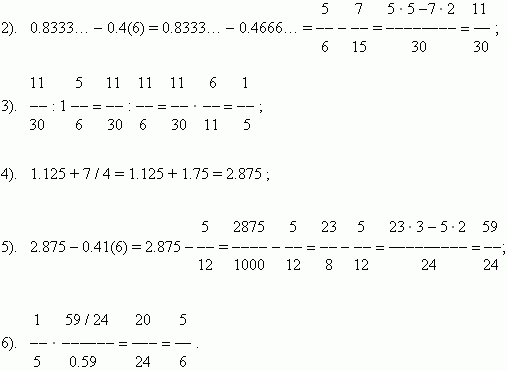 2). 0.8333... – 0.4(6) = 0.8333... – 0.4666... = 5/6 – 7/15 = (5 · 5 – 7 · 2)/30 = 11/30 ;
3). 11/30 : 1 5/6 = 11/30 : 11/6 = 11/30 · 6/11 = 1/5 ;
4). 1.125 + 7 / 4 = 1.125 + 1.75 = 2.875 ;
5). 2.875 – 0.41(6) = 2.875 – 5/12 = 2875/1000 – 5/12 = 23/8 – 5/12 = (23 · 3 – 5 · 2)/24 = 59/24 ;
6). 1/5 · (59 / 24)/0.59 = 20/24 = 5/6 .